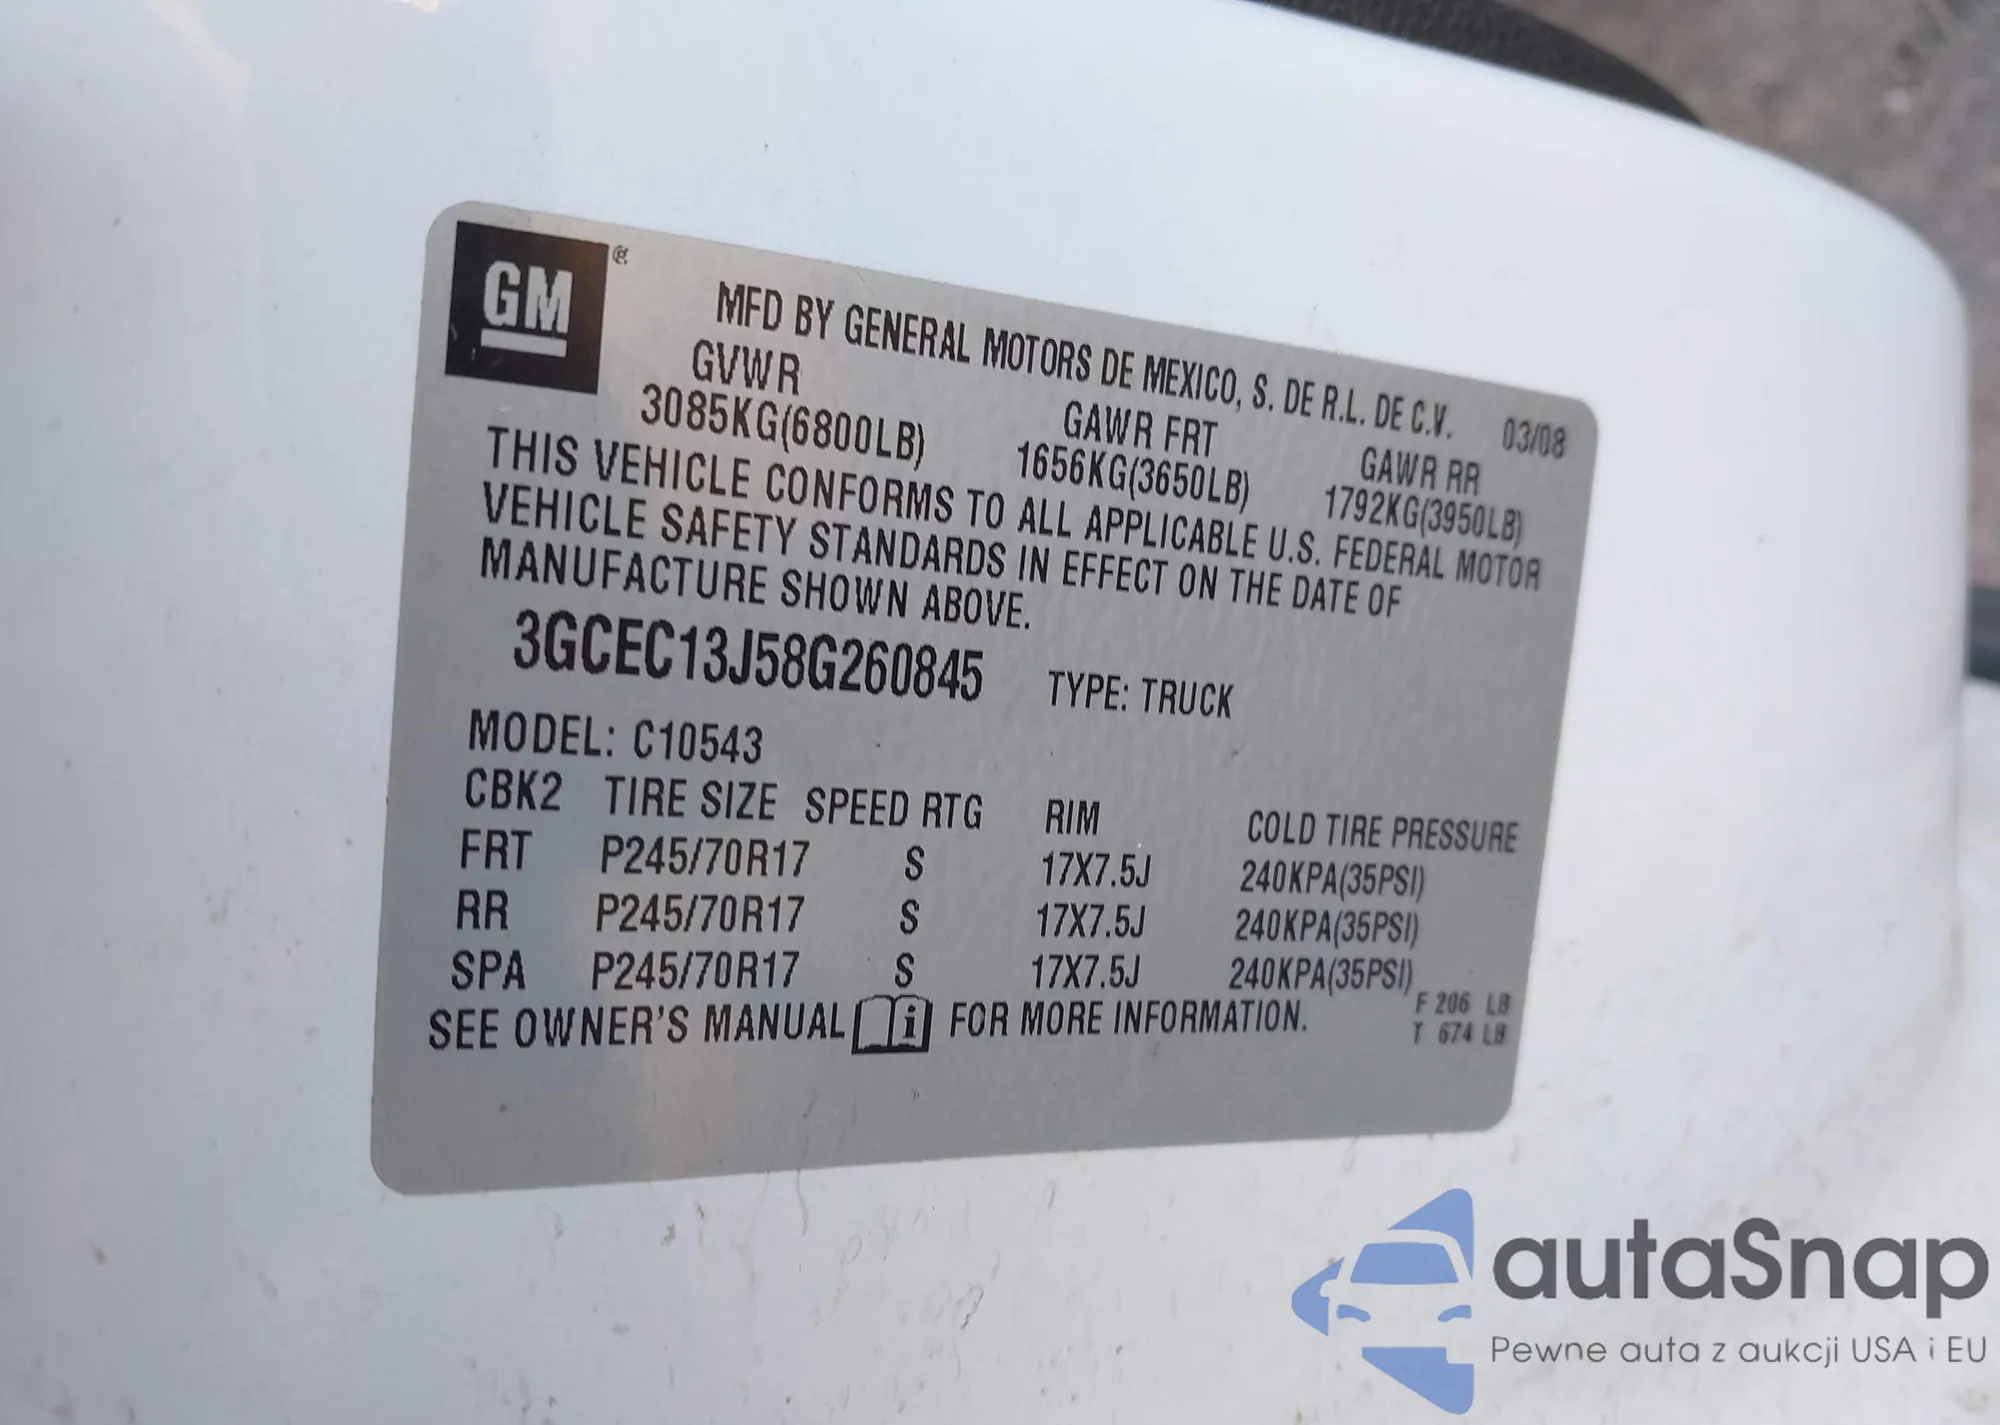 GM ®
MFD BY GENERAL MOTORS DE MEXICO, S. DE R.L. DE C.V. 03/08
GVWR GAWR FRT GAWR RR
3085KG(6800LB) 1656KG(3650LB) 1792KG(3950LB)
THIS VEHICLE CONFORMS TO ALL APPLICABLE U.S. FEDERAL MOTOR
VEHICLE SAFETY STANDARDS IN EFFECT ON THE DATE OF
MANUFACTURE SHOWN ABOVE.
3GCEC13J58G260845 TYPE: TRUCK
MODEL: C10543
CBK2 TIRE SIZE SPEED RTG RIM COLD TIRE PRESSURE
FRT P245/70R17 S 17X7.5J 240KPA(35PSI)
RR P245/70R17 S 17X7.5J 240KPA(35PSI)
SPA P245/70R17 S 17X7.5J 240KPA(35PSI)
SEE OWNER'S MANUAL i FOR MORE INFORMATION.
F 206 LB
T 674 LB
autaSnap
Pewne auta z aukcji USA i EU